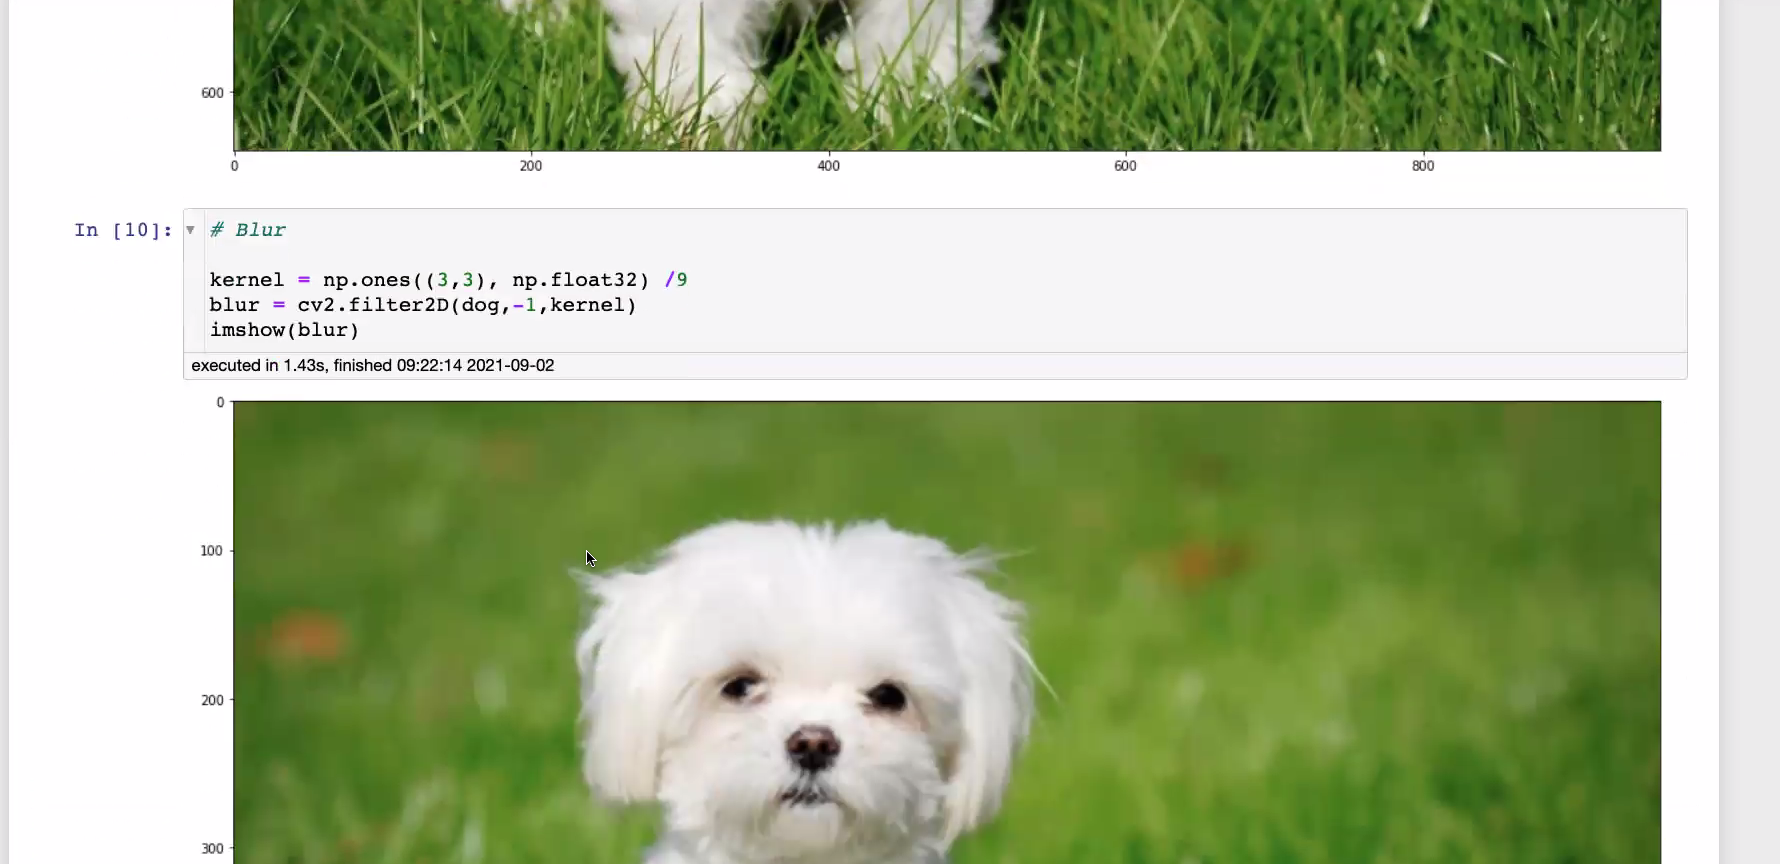 600
0 200 400 600 800
In [10]:
# Blur
kernel = np.ones((3,3), np.float32) /9
blur = cv2.filter2D(dog,-1,kernel)
imshow(blur)
executed in 1.43s, finished 09:22:14 2021-09-02
0
100
200
300